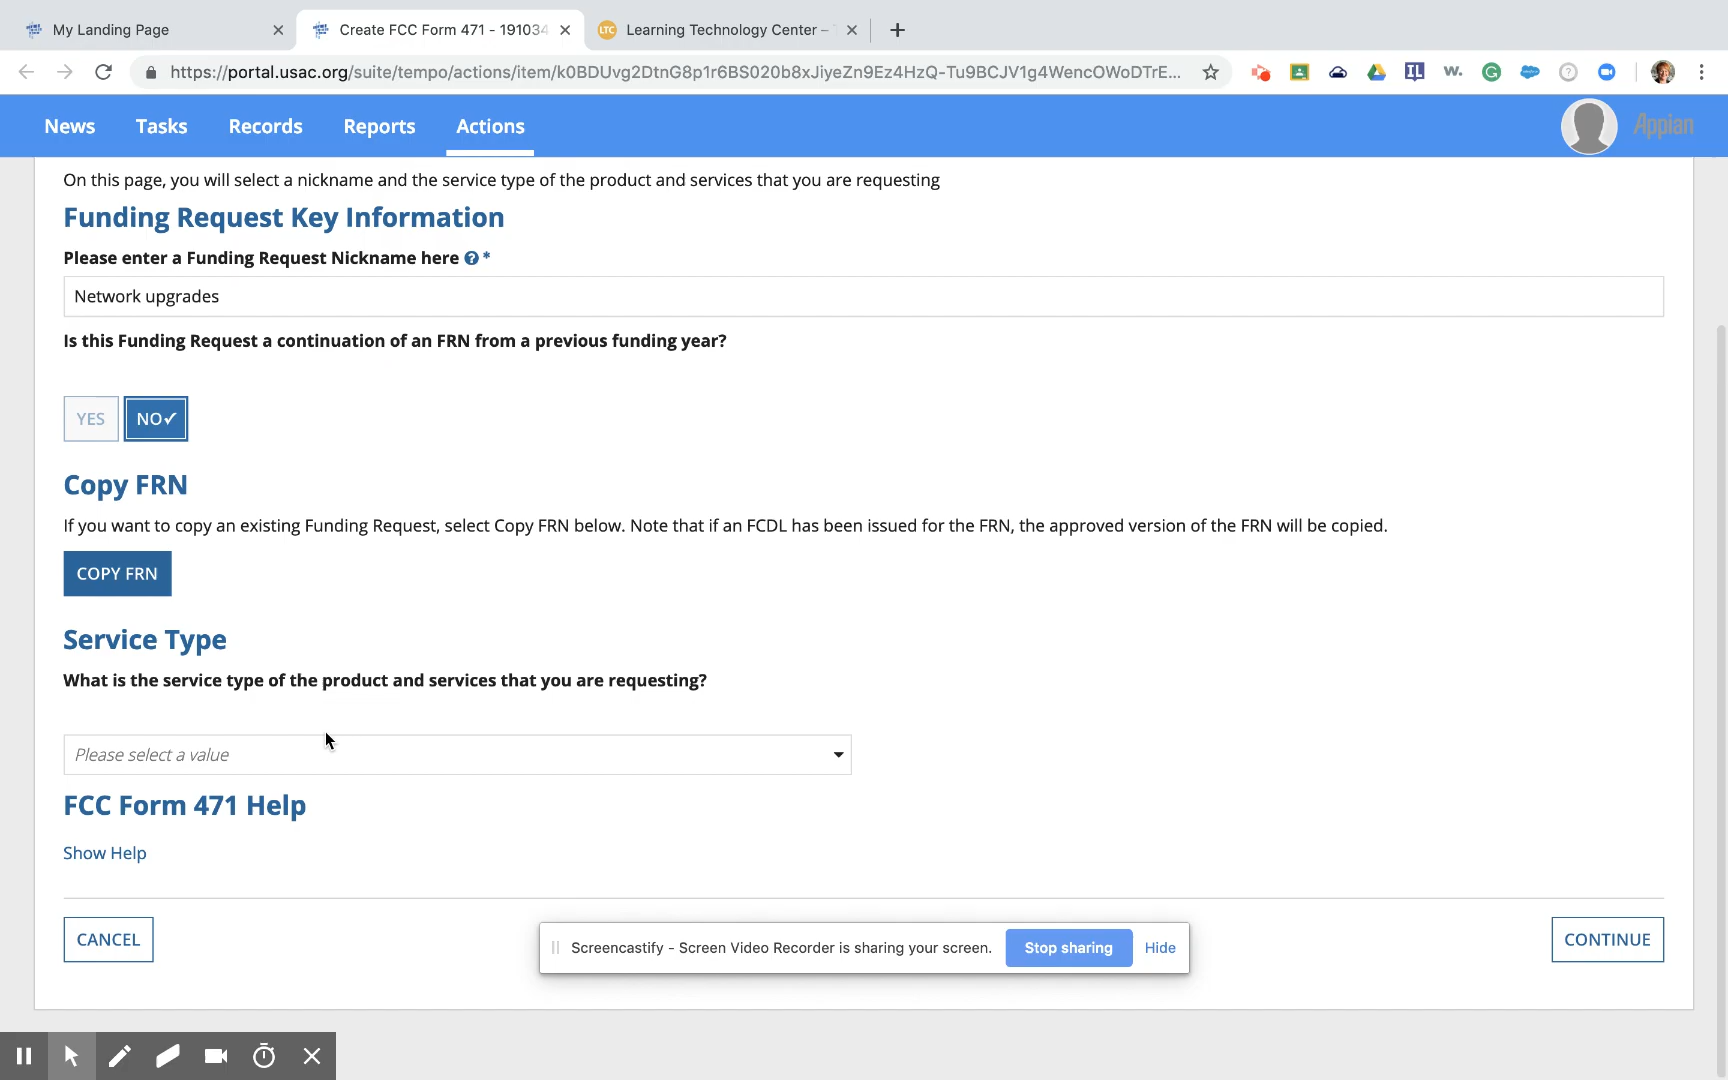 My Landing Page
Create FCC Form 471 - 191034
LTC
Learning Technology Center –
https://portal.usac.org/suite/tempo/actions/item/k0BDUvg2DtnG8p1r6BS020b8xJiyeZn9Ez4HzQ-Tu9BCJV1g4WencOWoDTrE...
IL
w.
News
Tasks
Records
Reports
Actions
Appian
On this page, you will select a nickname and the service type of the product and services that you are requesting
Funding Request Key Information
Please enter a Funding Request Nickname here ? *
Network upgrades
Is this Funding Request a continuation of an FRN from a previous funding year?
YES
NO✓
Copy FRN
If you want to copy an existing Funding Request, select Copy FRN below. Note that if an FCDL has been issued for the FRN, the approved version of the FRN will be copied.
COPY FRN
Service Type
What is the service type of the product and services that you are requesting?
Please select a value
FCC Form 471 Help
Show Help
CANCEL
Screencastify - Screen Video Recorder is sharing your screen.
Stop sharing
Hide
CONTINUE